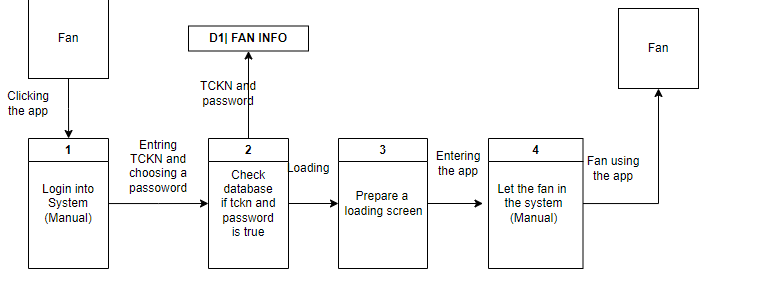 Fan
D1| FAN INFO
Fan
TCKN and
password
Clicking
the app
1
Login into
System
(Manual)
Entring
TCKN and
choosing a
passoword
2
Check
database
if tckn and
password
is true
Loading
3
Prepare a
loading screen
Entering
the app
4
Let the fan in
the system
(Manual)
Fan using
the app